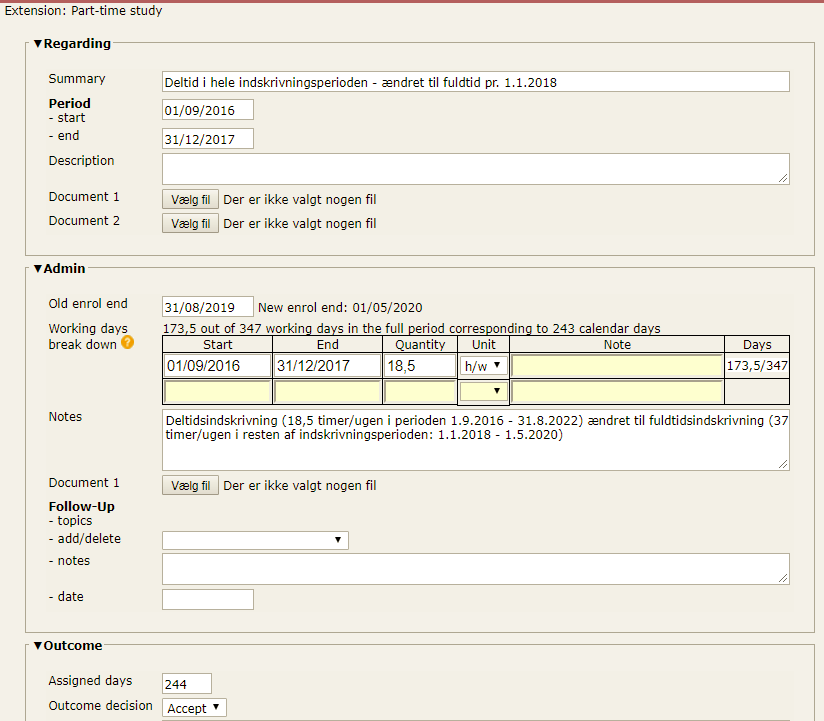 Extension: Part-time study
▼Regarding
Summary
Deltid i hele indskrivningsperioden - ændret til fuldtid pr. 1.1.2018
Period
- start
01/09/2016
- end
31/12/2017
Description
Document 1
Vælg fil Der er ikke valgt nogen fil
Document 2
Vælg fil Der er ikke valgt nogen fil
▼Admin
Old enrol end
31/08/2019 New enrol end: 01/05/2020
Working days
break down ?
173,5 out of 347 working days in the full period corresponding to 243 calendar days
Start End Quantity Unit Note Days
01/09/2016 31/12/2017 18,5 h/w ▼ 173,5/347
▼
Notes
Deltidsindskrivning (18,5 timer/ugen i perioden 1.9.2016 - 31.8.2022) ændret til fuldtidsindskrivning (37
timer/ugen i resten af indskrivningsperioden: 1.1.2018 - 1.5.2020)
Document 1
Vælg fil Der er ikke valgt nogen fil
Follow-Up
- topics
- add/delete
▼
- notes
- date
▼Outcome
Assigned days
244
Outcome decision
Accept ▼